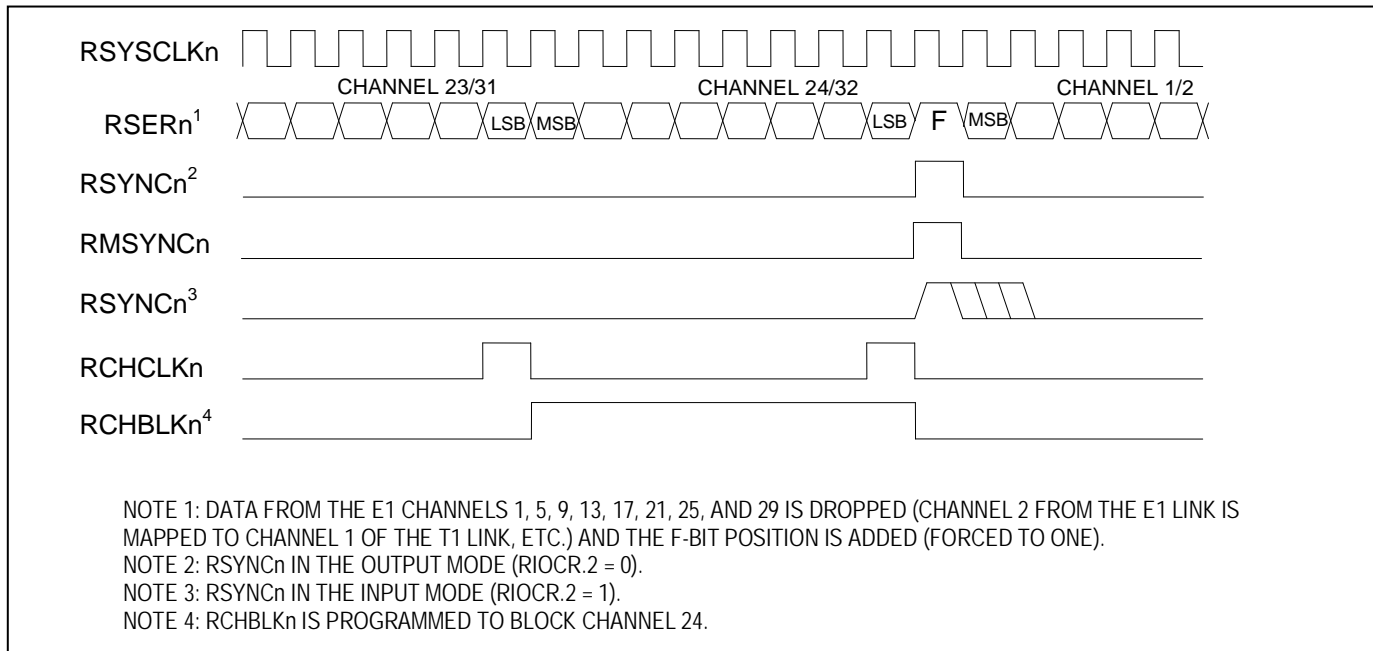 RSYSCLKn
CHANNEL 23/31 CHANNEL 24/32 CHANNEL 1/2
RSERn1 LSB MSB LSB F MSB
RSYNCn2
RMSYNCn
RSYNCn3
RCHCLKn
RCHBLKn4
NOTE 1: DATA FROM THE E1 CHANNELS 1, 5, 9, 13, 17, 21, 25, AND 29 IS DROPPED (CHANNEL 2 FROM THE E1 LINK IS
MAPPED TO CHANNEL 1 OF THE T1 LINK, ETC.) AND THE F-BIT POSITION IS ADDED (FORCED TO ONE).
NOTE 2: RSYNCn IN THE OUTPUT MODE (RIOCR.2 = 0).
NOTE 3: RSYNCn IN THE INPUT MODE (RIOCR.2 = 1).
NOTE 4: RCHBLKn IS PROGRAMMED TO BLOCK CHANNEL 24.